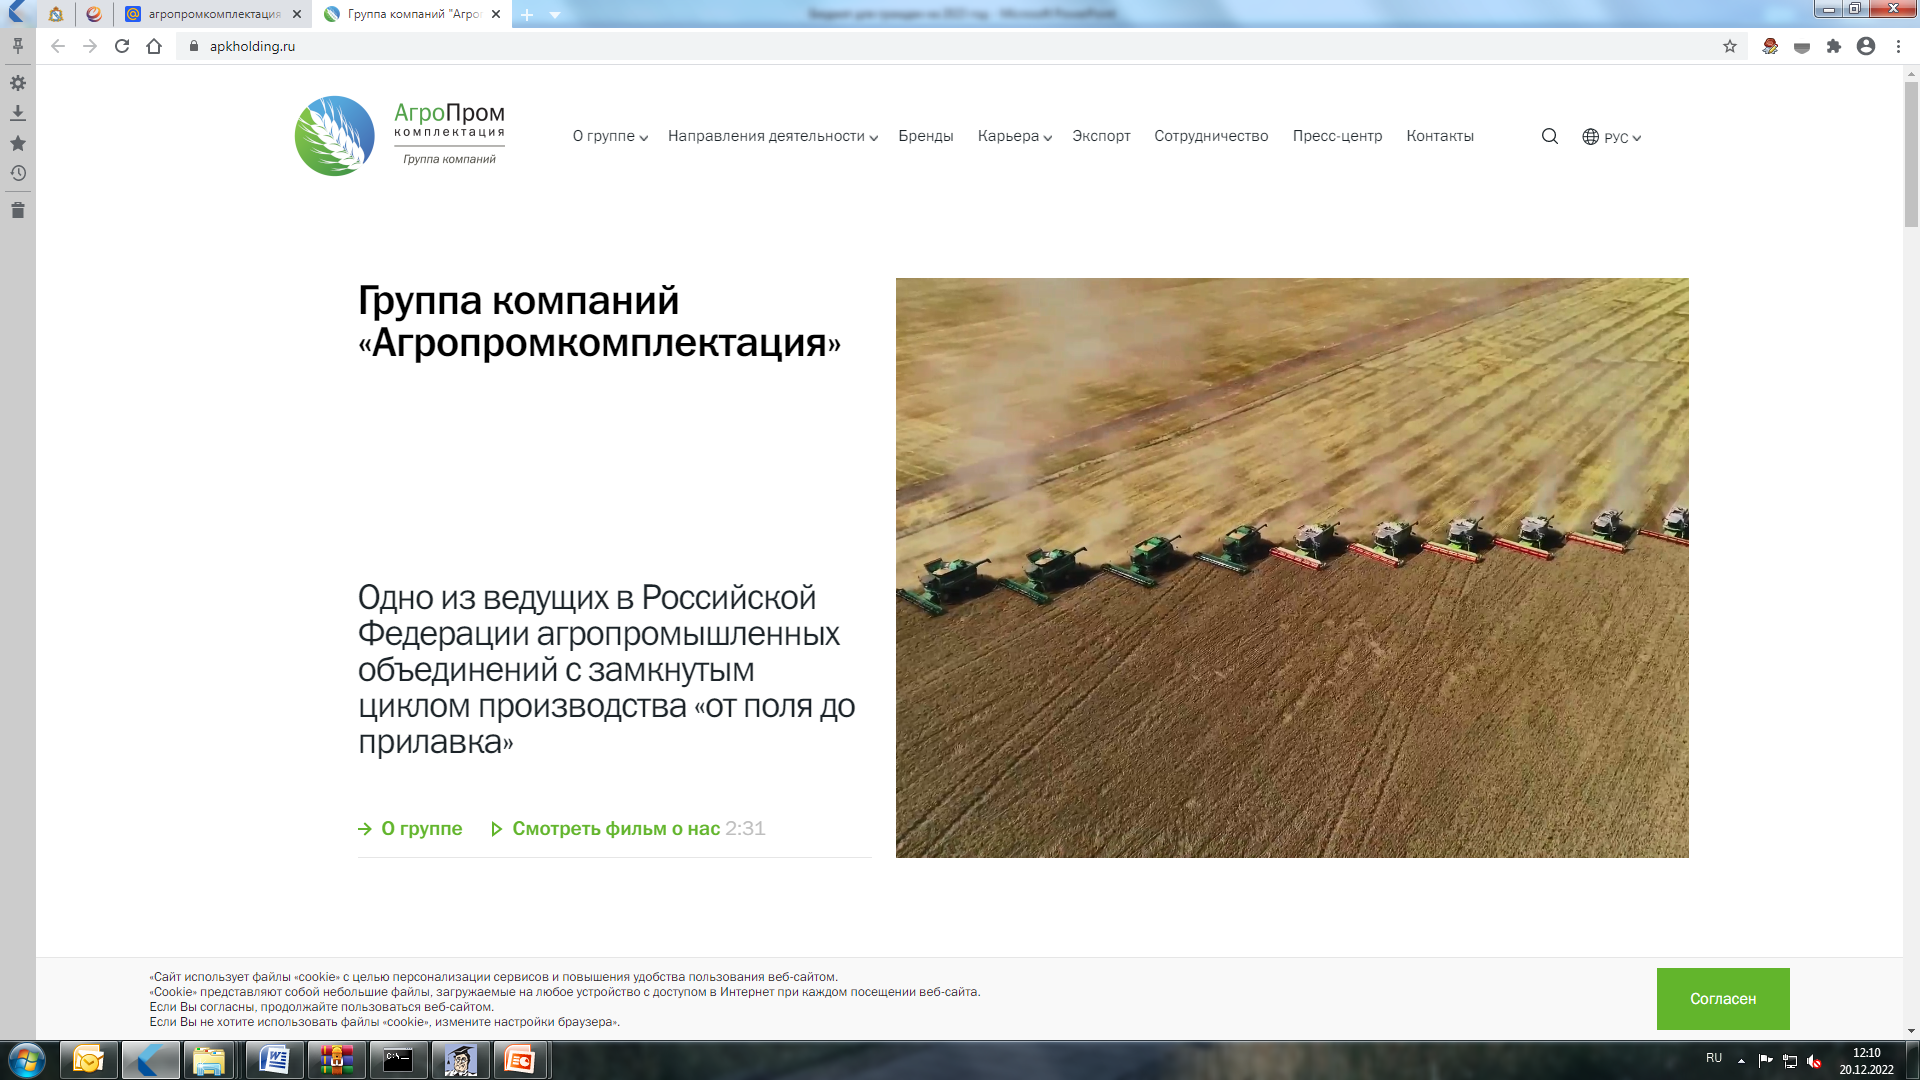 агропромкомплектация
Группа компаний "Агро
apkholding.ru
АгроПром
комплектация
Группа компаний
О группе
Направления деятельности
Бренды
Карьера
Экспорт
Сотрудничество
Пресс-центр
Контакты
РУС
Группа компаний
«Агропромкомплектация»
Одно из ведущих в Российской
Федерации агропромышленных
объединений с замкнутым
циклом производства «от поля до
прилавка»
О группе
Смотреть фильм о нас 2:31
«Сайт использует файлы «cookie» с целью персонализации сервисов и повышения удобства пользования веб-сайтом.
«Cookie» представляют собой небольшие файлы, загружаемые на любое устройство с доступом в Интернет при каждом посещении веб-сайта.
Если Вы согласны, продолжайте пользоваться веб-сайтом.
Если Вы не хотите использовать файлы «cookie», измените настройки браузера».
Согласен
RU
12:10
20.12.2022